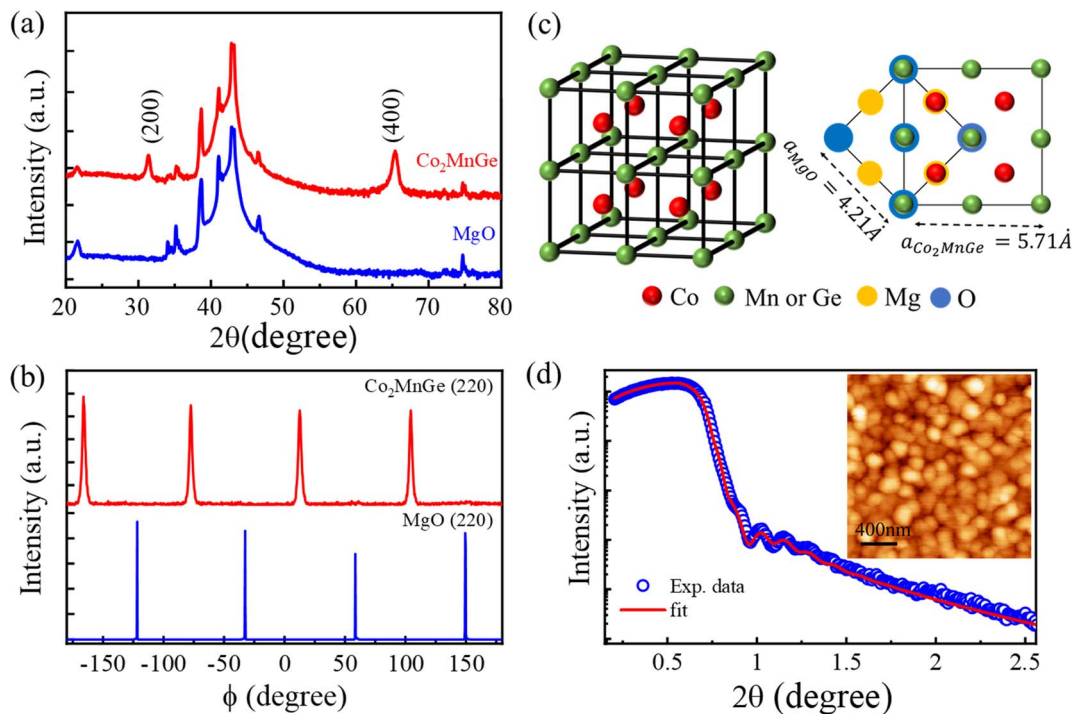 (a)
Intensity (a.u.)
(200)
(400)
Co₂MnGe
MgO
20 30 40 50 60 70 80
2θ(degree)
(c)
a_MgO = 4.21Å
a_Co₂MnGe = 5.71Å
Co Mn or Ge Mg O
(b)
Intensity (a.u.)
Co₂MnGe (220)
MgO (220)
-150 -100 -50 0 50 100 150
ϕ (degree)
(d)
Intensity (a.u.)
400nm
Exp. data
fit
0.5 1 1.5 2 2.5
2θ (degree)